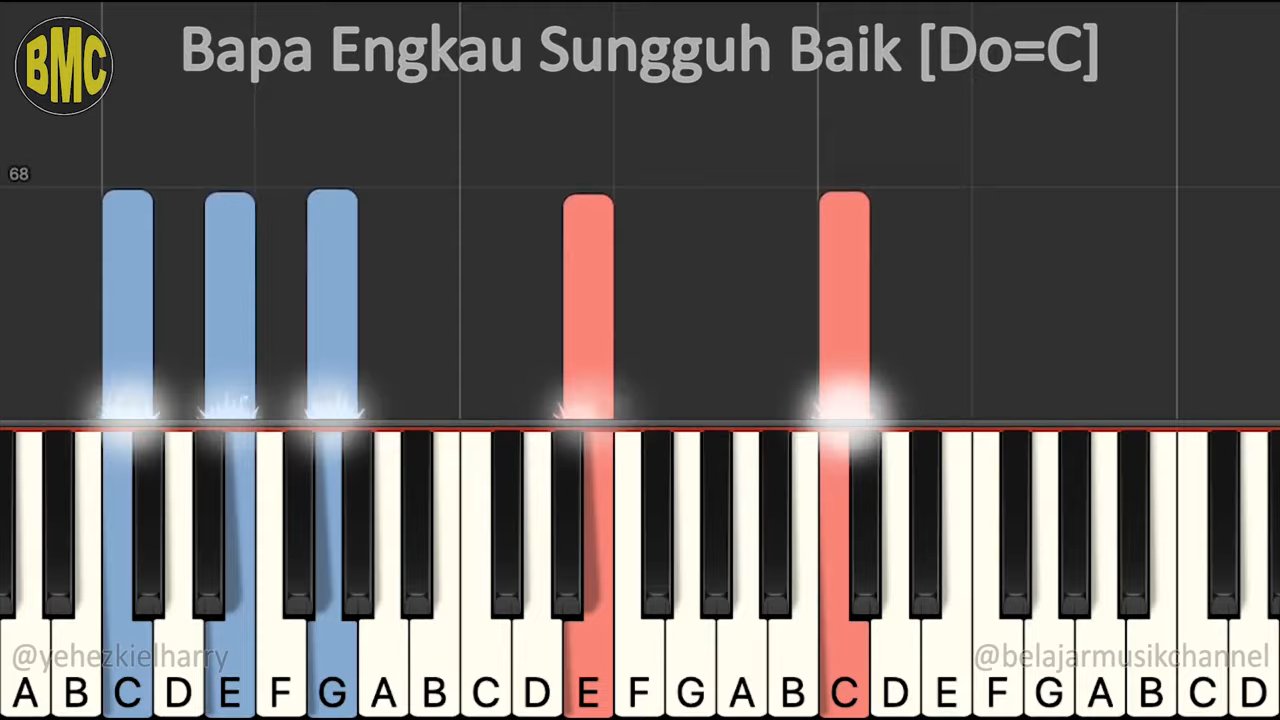 BMC
Bapa Engkau Sungguh Baik [Do=C]
68
@yehezkielharry
@belajarmusikchannel
A B C D E F G A B C D E F G A B C D E F G A B C D